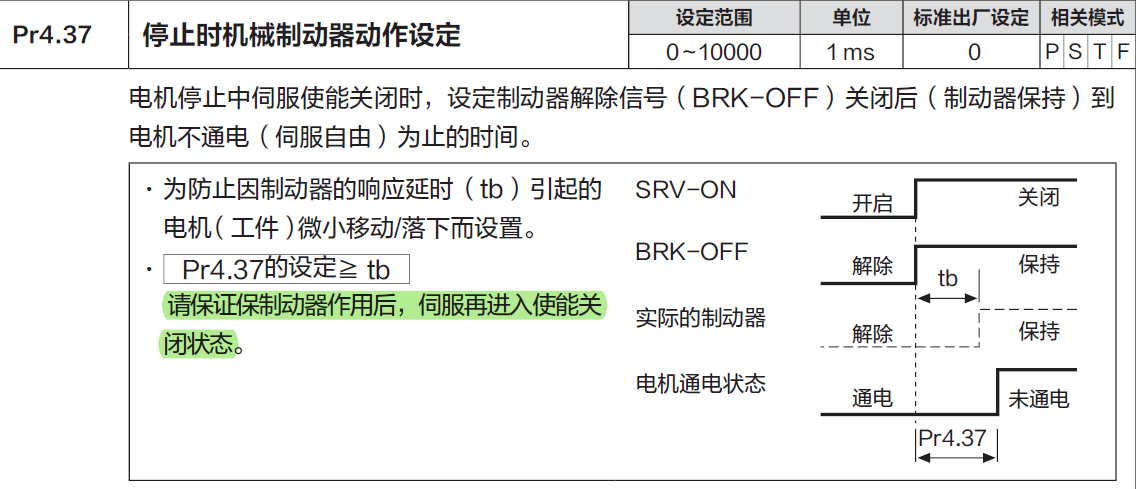 Pr4.37
停止时机械制动器动作设定
设定范围
单位
标准出厂设定
相关模式
0~10000
1 ms
0
P S T F
电机停止中伺服使能关闭时，设定制动器解除信号（BRK-OFF）关闭后（制动器保持）到
电机不通电（伺服自由）为止的时间。
· 为防止因制动器的响应延时（tb）引起的
电机（工件）微小移动/落下而设置。
· Pr4.37的设定≧ tb
请保证保制动器作用后，伺服再进入使能关
闭状态。
SRV-ON
开启
关闭
BRK-OFF
解除
保持
tb
实际的制动器
解除
保持
电机通电状态
通电
未通电
Pr4.37